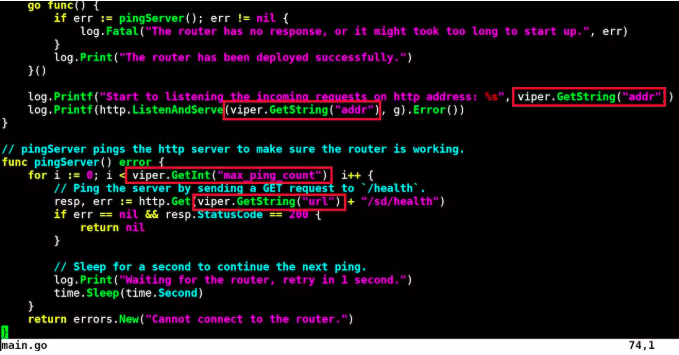 go func() {
if err := pingServer(); err != nil {
log.Fatal("The router has no response, or it might took too long to start up.", err)
}
log.Print("The router has been deployed successfully.")
}()
log.Printf("Start to listening the incoming requests on http address: %s", viper.GetString("addr"))
log.Printf(http.ListenAndServe(viper.GetString("addr"), g).Error())
}
// pingServer pings the http server to make sure the router is working.
func pingServer() error {
for i := 0; i < viper.GetInt("max_ping_count") i++ {
// Ping the server by sending a GET request to `/health`.
resp, err := http.Get(viper.GetString("url") + "/sd/health")
if err == nil && resp.StatusCode == 200 {
return nil
}
// Sleep for a second to continue the next ping.
log.Print("Waiting for the router, retry in 1 second.")
time.Sleep(time.Second)
}
return errors.New("Cannot connect to the router.")
}
main.go 74,1